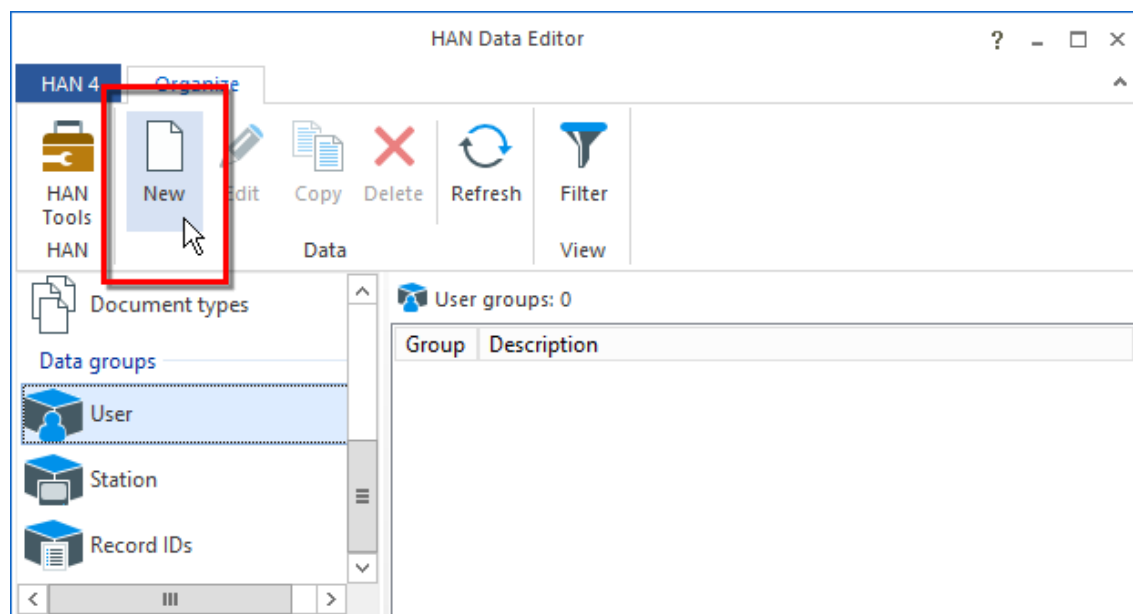 HAN Data Editor
?
HAN 4 Organize
New Edit Copy Delete Refresh Filter
HAN
Tools
HAN Data View
Document types
Data groups
User
Station
Record IDs
User groups: 0
Group Description